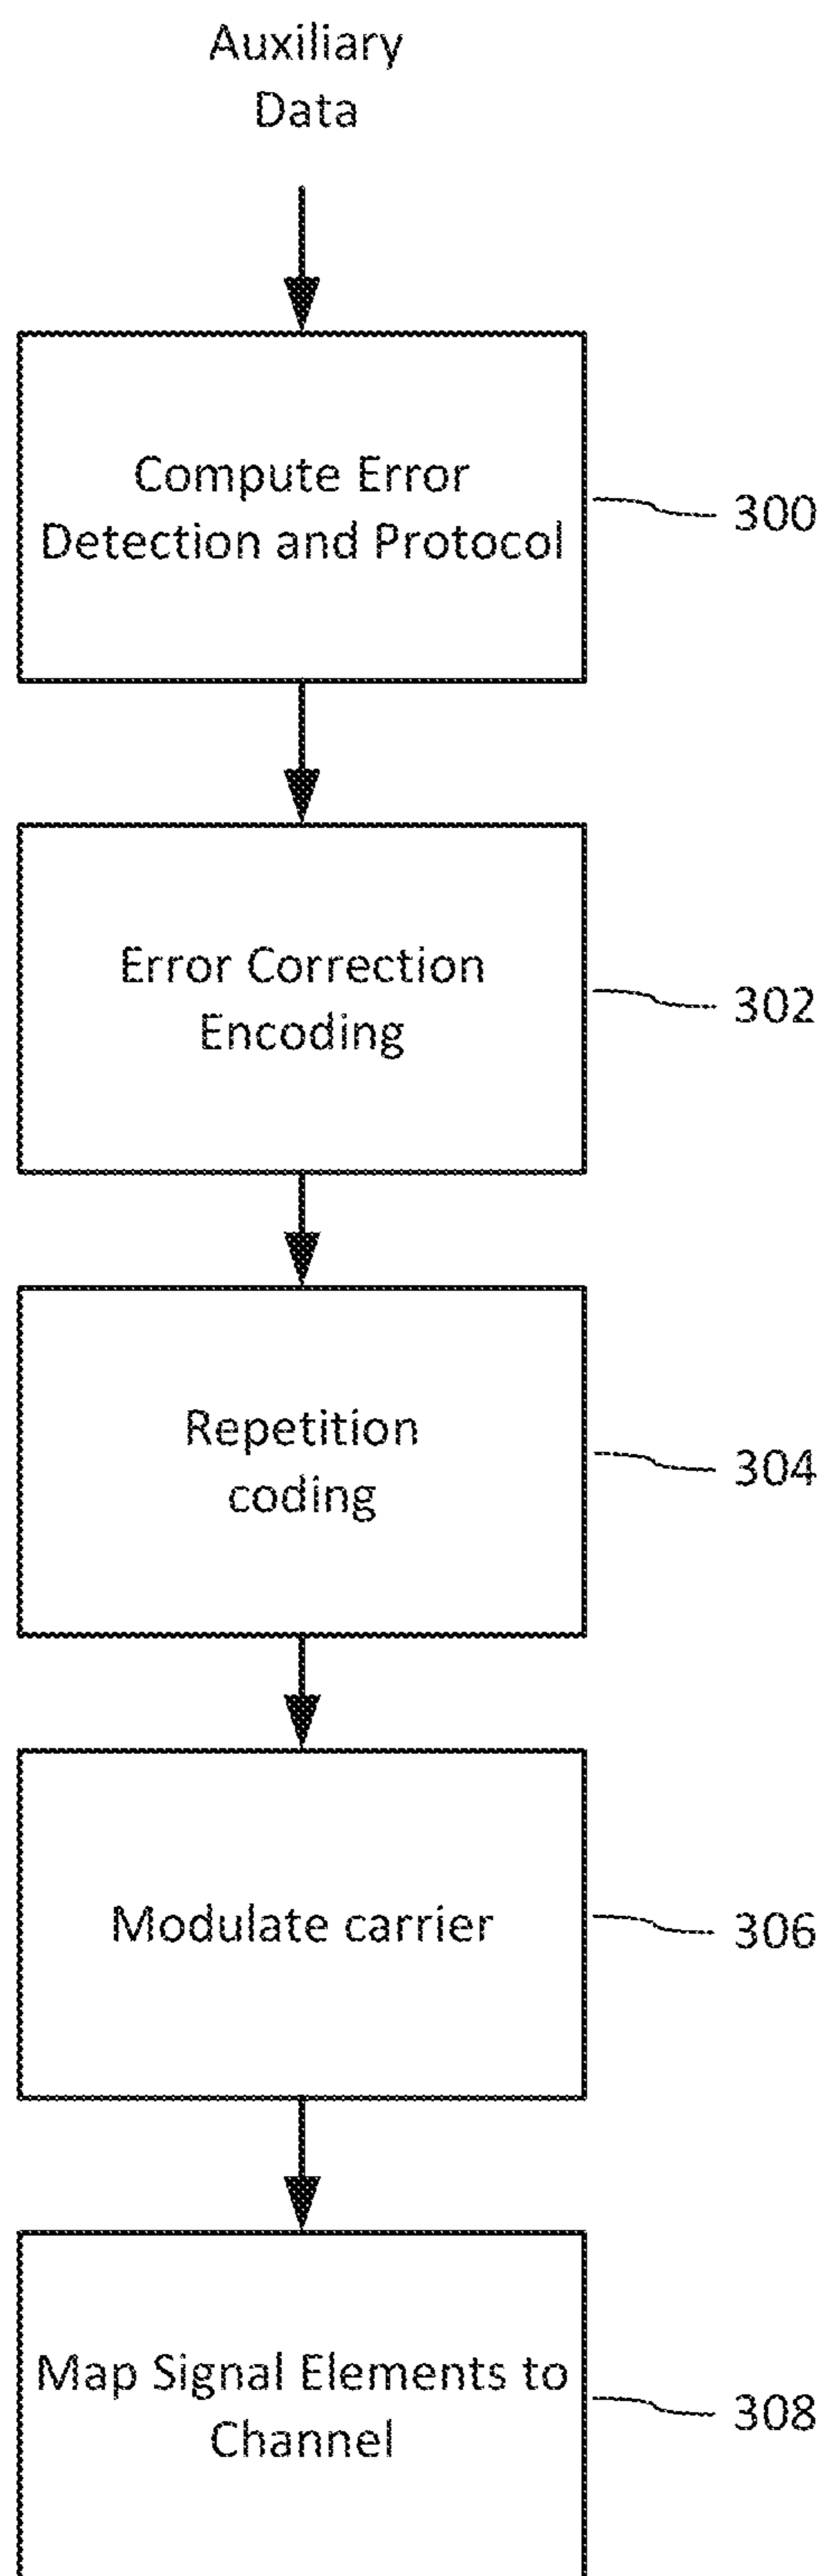 Auxiliary
Data
Compute Error
Detection and Protocol
300
Error Correction
Encoding
302
Repetition
coding
304
Modulate carrier
306
Map Signal Elements to
Channel
308